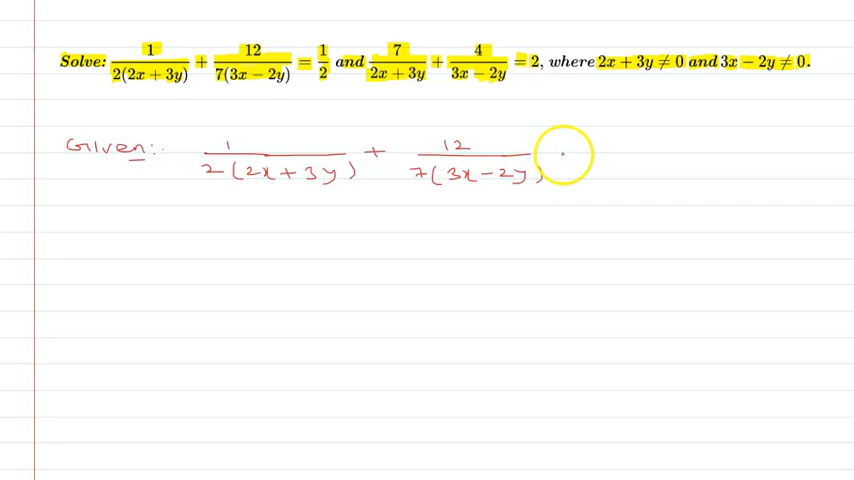 Solve: 1/(2(2x + 3y)) + 12/(7(3x − 2y)) = 1/2 and 7/(2x + 3y) + 4/(3x − 2y) = 2, where 2x + 3y ≠ 0 and 3x − 2y ≠ 0.
Given: 1/(2(2x + 3y)) + 12/(7(3x − 2y))